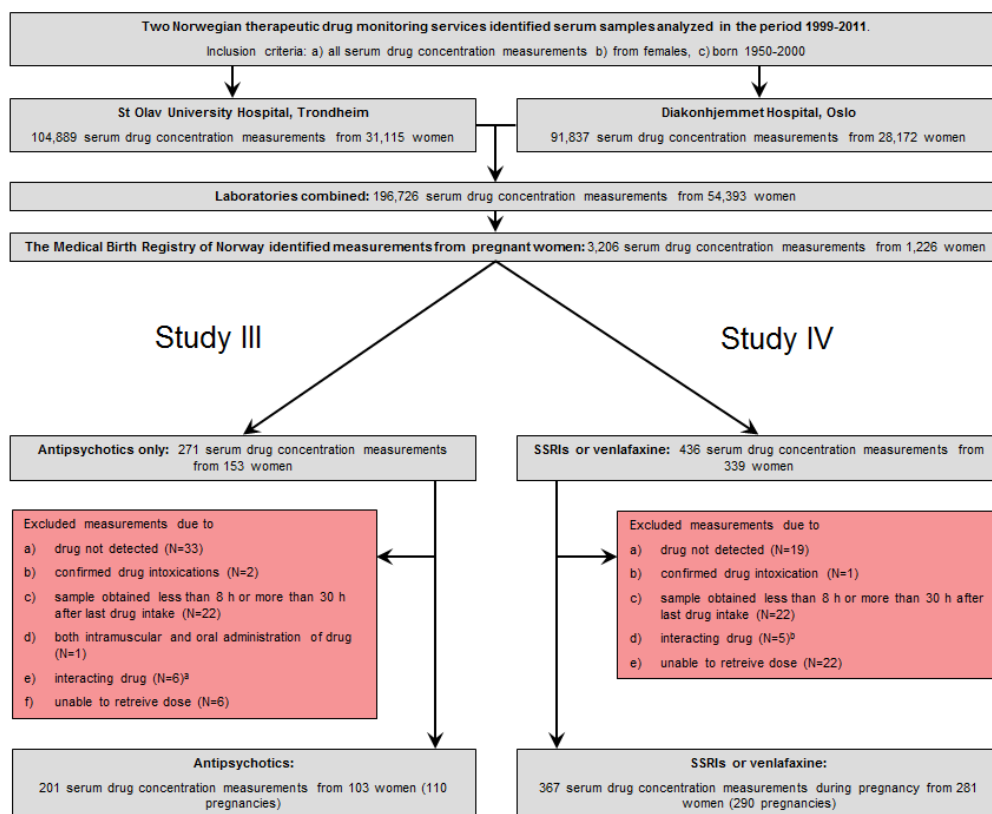 Two Norwegian therapeutic drug monitoring services identified serum samples analyzed in the period 1999-2011.
Inclusion criteria: a) all serum drug concentration measurements b) from females, c) born 1950-2000
St Olav University Hospital, Trondheim
104,889 serum drug concentration measurements from 31,115 women
Diakonhjemmet Hospital, Oslo
91,837 serum drug concentration measurements from 28,172 women
Laboratories combined: 196,726 serum drug concentration measurements from 54,393 women
The Medical Birth Registry of Norway identified measurements from pregnant women: 3,206 serum drug concentration measurements from 1,226 women
Study III
Study IV
Antipsychotics only: 271 serum drug concentration measurements
from 153 women
SSRIs or venlafaxine: 436 serum drug concentration measurements from
339 women
Excluded measurements due to
a) drug not detected (N=33)
b) confirmed drug intoxications (N=2)
c) sample obtained less than 8 h or more than 30 h
after last drug intake (N=22)
d) both intramuscular and oral administration of drug
(N=1)
e) interacting drug (N=6)ª
f) unable to retreive dose (N=6)
Excluded measurements due to
a) drug not detected (N=19)
b) confirmed drug intoxication (N=1)
c) sample obtained less than 8 h or more than 30 h after
last drug intake (N=22)
d) interacting drug (N=5)ᵇ
e) unable to retreive dose (N=22)
Antipsychotics:
201 serum drug concentration measurements from 103 women (110
pregnancies)
SSRIs or venlafaxine:
367 serum drug concentration measurements during pregnancy from 281
women (290 pregnancies)